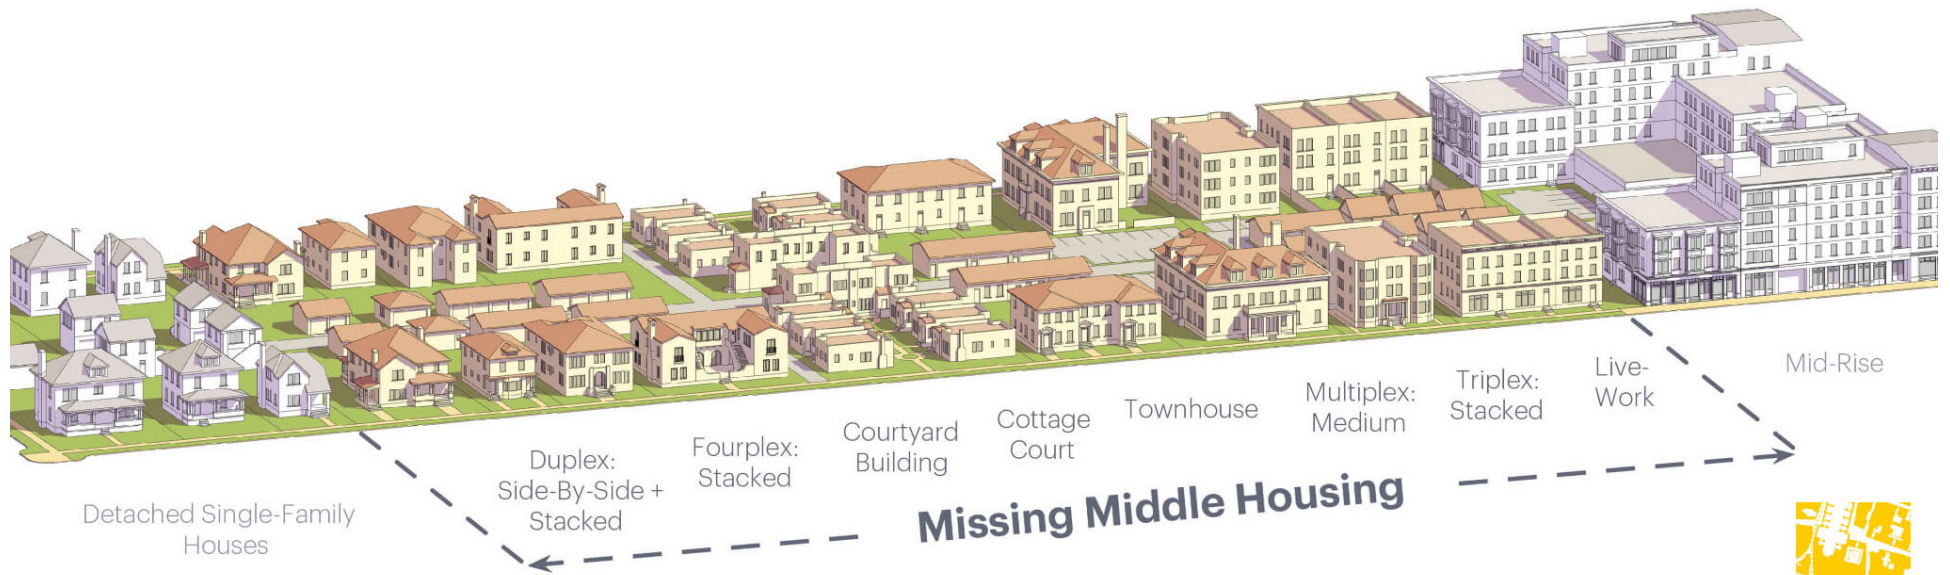 Detached Single-Family
Houses
Duplex:
Side-By-Side +
Stacked
Fourplex:
Stacked
Courtyard
Building
Cottage
Court
Townhouse
Multiplex:
Medium
Triplex:
Stacked
Live-
Work
Mid-Rise
Missing Middle Housing